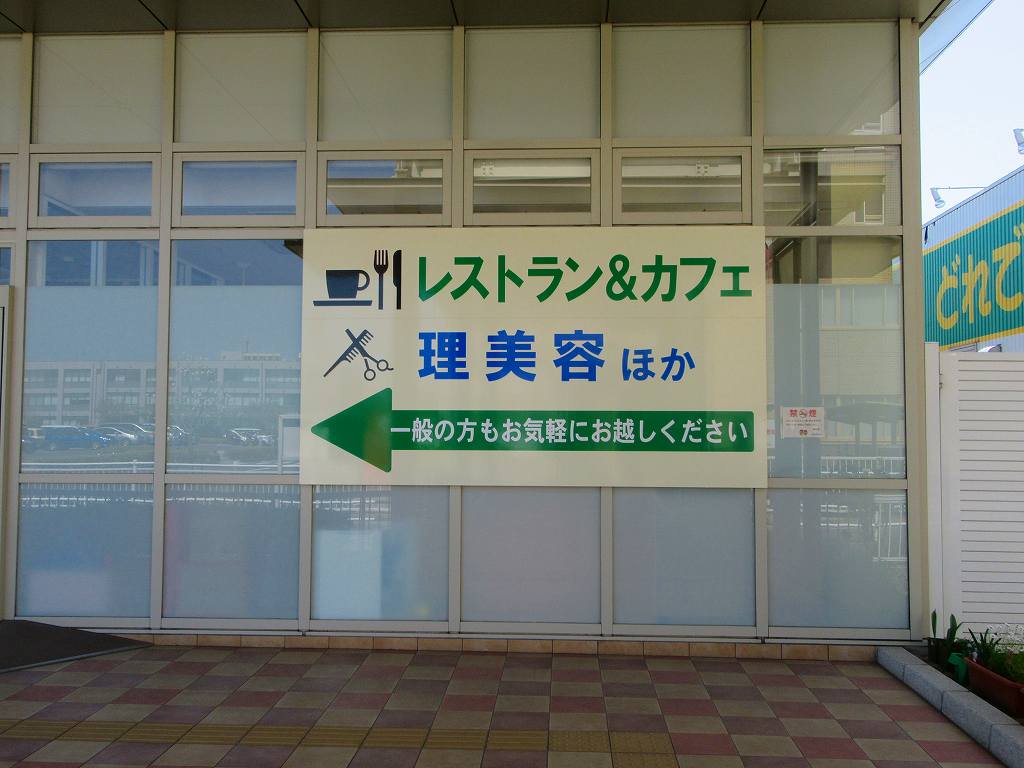 レストラン&カフェ
理美容 ほか
一般の方もお気軽にお越しください
禁煙
どれで